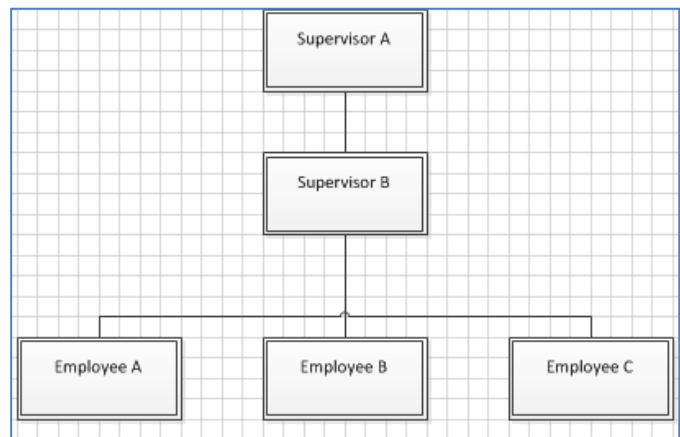 Supervisor A
Supervisor B
Employee A
Employee B
Employee C